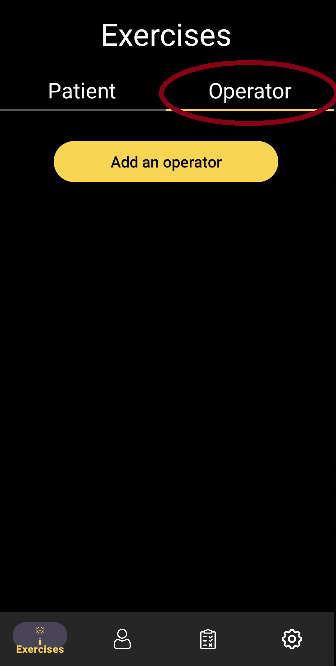 Exercises
Patient
Operator
Add an operator
Exercises